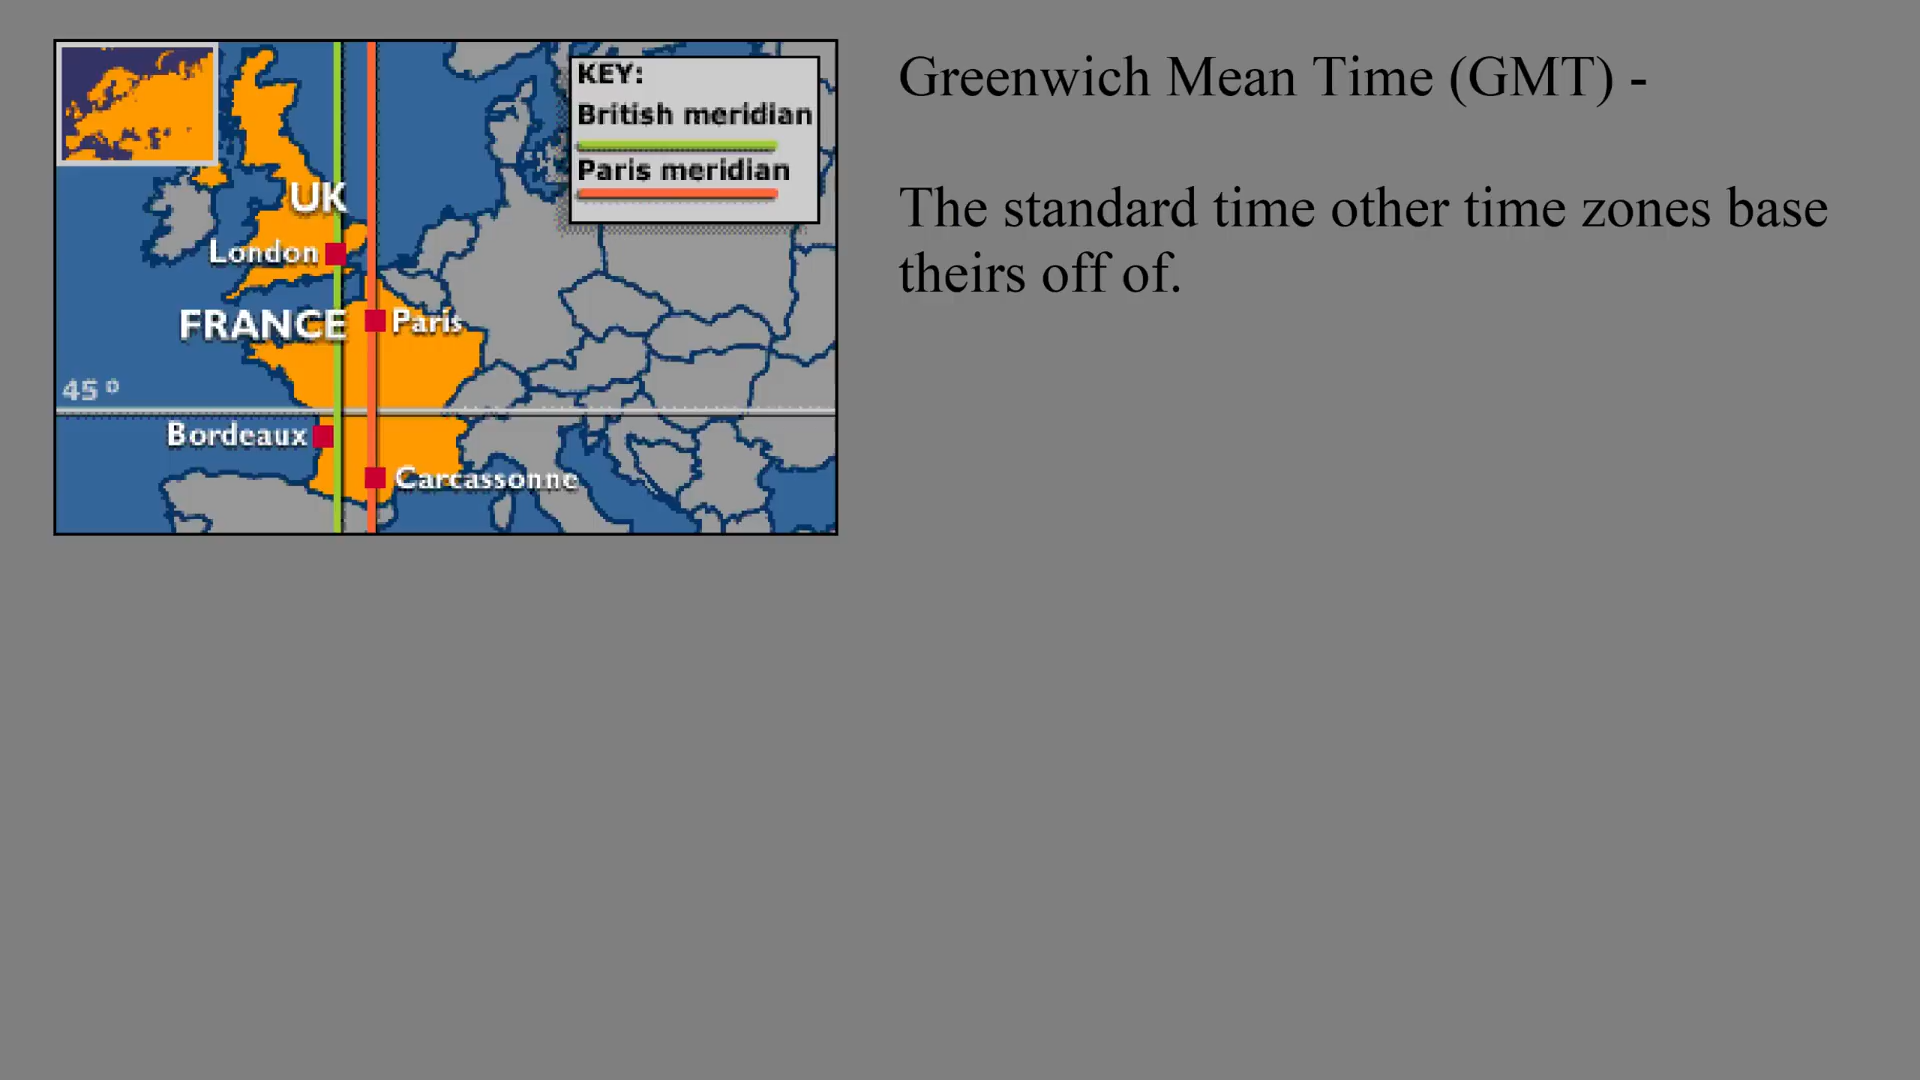 KEY:
British meridian
Paris meridian
UK
London
FRANCE
Paris
45º
Bordeaux
Carcassonne
Greenwich Mean Time (GMT) -
The standard time other time zones base
theirs off of.